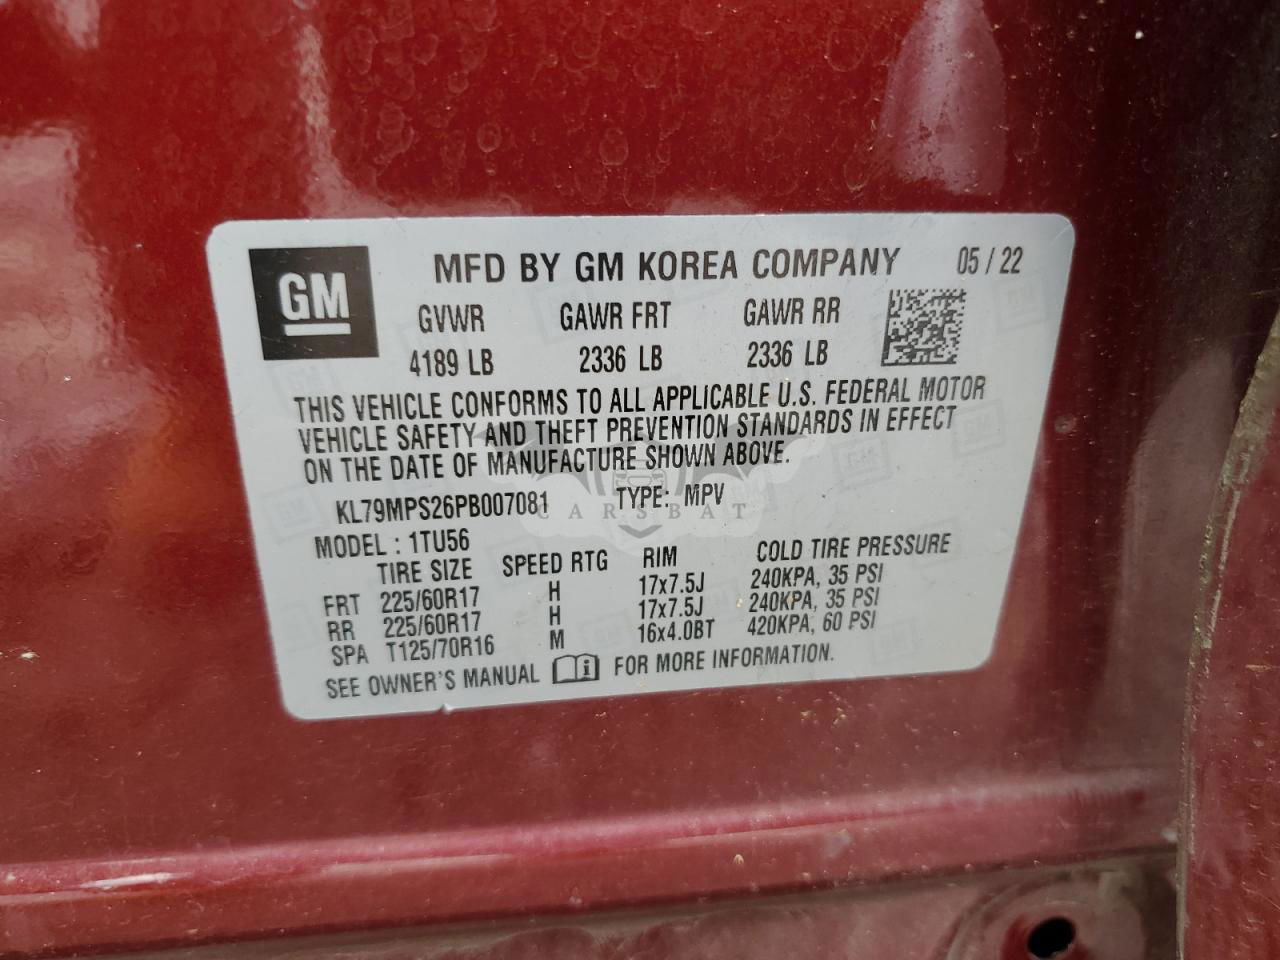 GM
MFD BY GM KOREA COMPANY 05 / 22
GVWR GAWR FRT GAWR RR
4189 LB 2336 LB 2336 LB
THIS VEHICLE CONFORMS TO ALL APPLICABLE U.S. FEDERAL MOTOR
VEHICLE SAFETY AND THEFT PREVENTION STANDARDS IN EFFECT
ON THE DATE OF MANUFACTURE SHOWN ABOVE.
KL79MPS26PB007081 TYPE: MPV
CARSBAT
MODEL : 1TU56
TIRE SIZE SPEED RTG RIM COLD TIRE PRESSURE
FRT 225/60R17 H 17x7.5J 240KPA, 35 PSI
RR 225/60R17 H 17x7.5J 240KPA, 35 PSI
SPA T125/70R16 M 16x4.0BT 420KPA, 60 PSI
SEE OWNER'S MANUAL i FOR MORE INFORMATION.